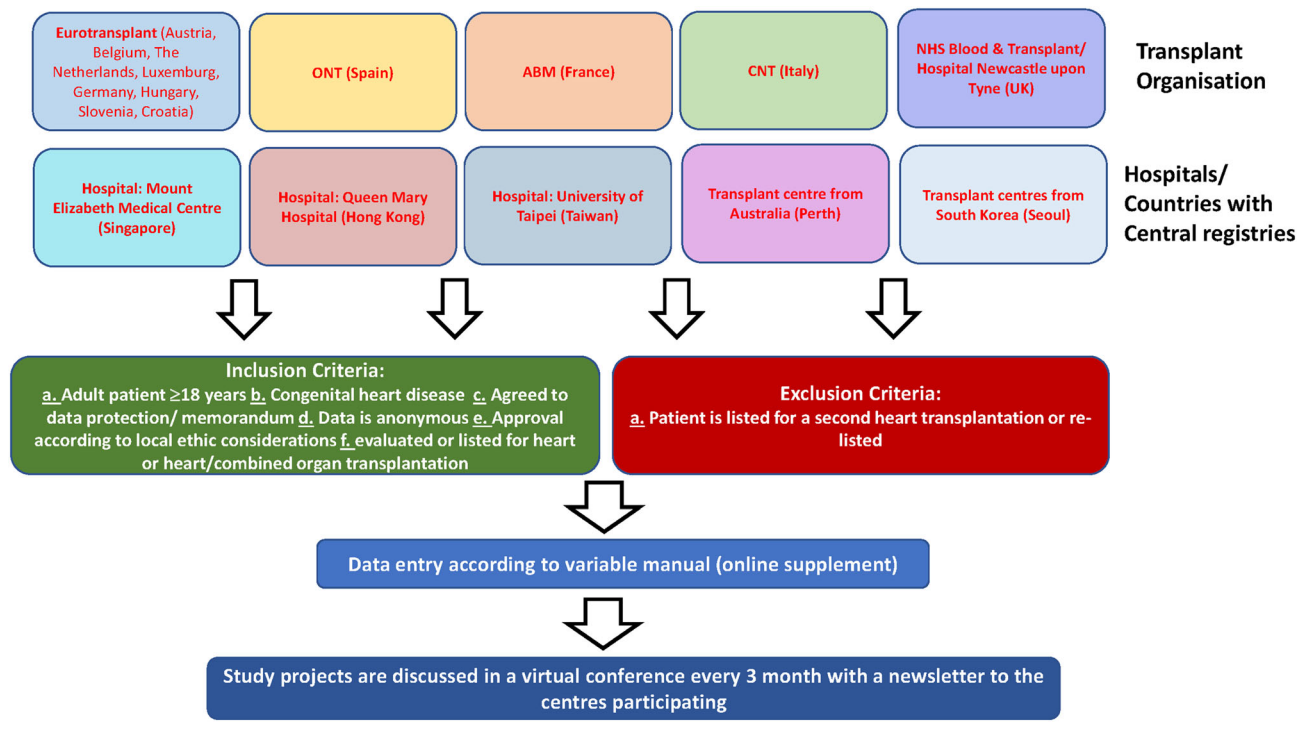 Eurotransplant (Austria,
Belgium, The
Netherlands, Luxemburg,
Germany, Hungary,
Slovenia, Croatia)
ONT (Spain)
ABM (France)
CNT (Italy)
NHS Blood & Transplant/
Hospital Newcastle upon
Tyne (UK)
Transplant
Organisation
Hospital: Mount
Elizabeth Medical Centre
(Singapore)
Hospital: Queen Mary
Hospital (Hong Kong)
Hospital: University of
Taipei (Taiwan)
Transplant centre from
Australia (Perth)
Transplant centres from
South Korea (Seoul)
Hospitals/
Countries with
Central registries
Inclusion Criteria:
a. Adult patient ≥18 years b. Congenital heart disease c. Agreed to
data protection/ memorandum d. Data is anonymous e. Approval
according to local ethic considerations f. evaluated or listed for heart
or heart/combined organ transplantation
Exclusion Criteria:
a. Patient is listed for a second heart transplantation or re-
listed
Data entry according to variable manual (online supplement)
Study projects are discussed in a virtual conference every 3 month with a newsletter to the
centres participating